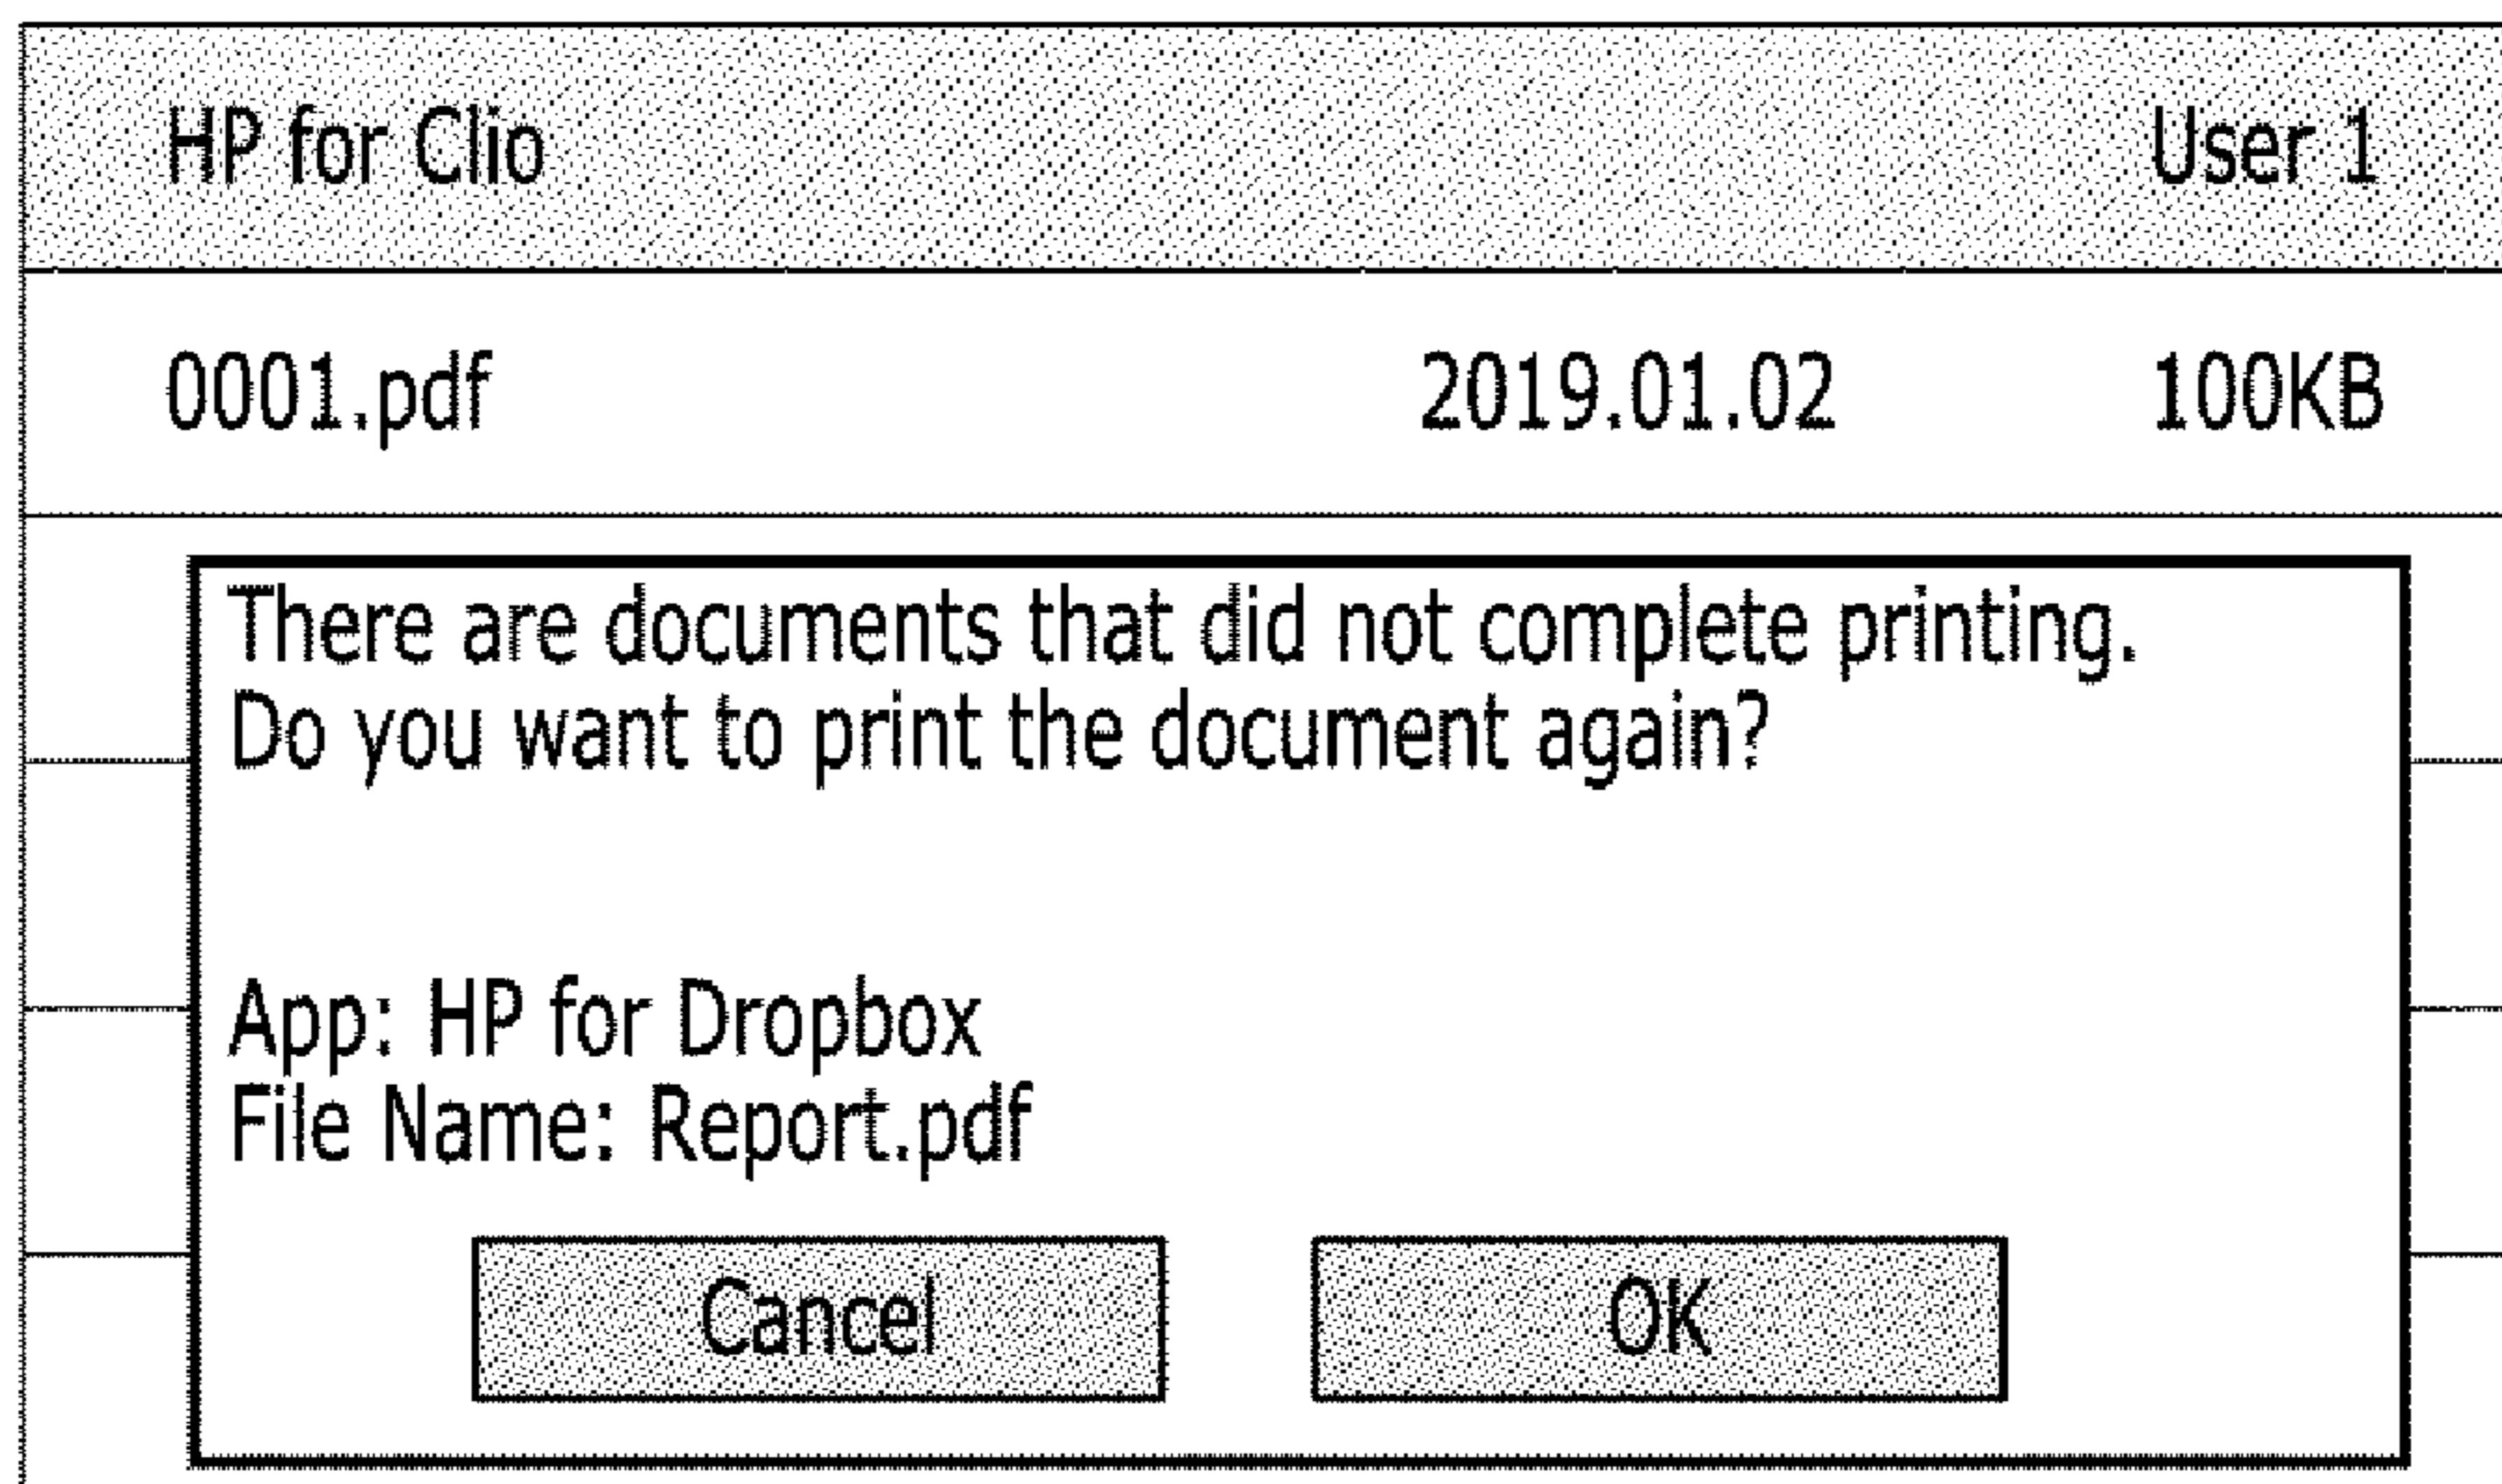 HP for Clio User 1
0001.pdf 2019.01.02 100KB
There are documents that did not complete printing.
Do you want to print the document again?
App: HP for Dropbox
File Name: Report.pdf
Cancel OK